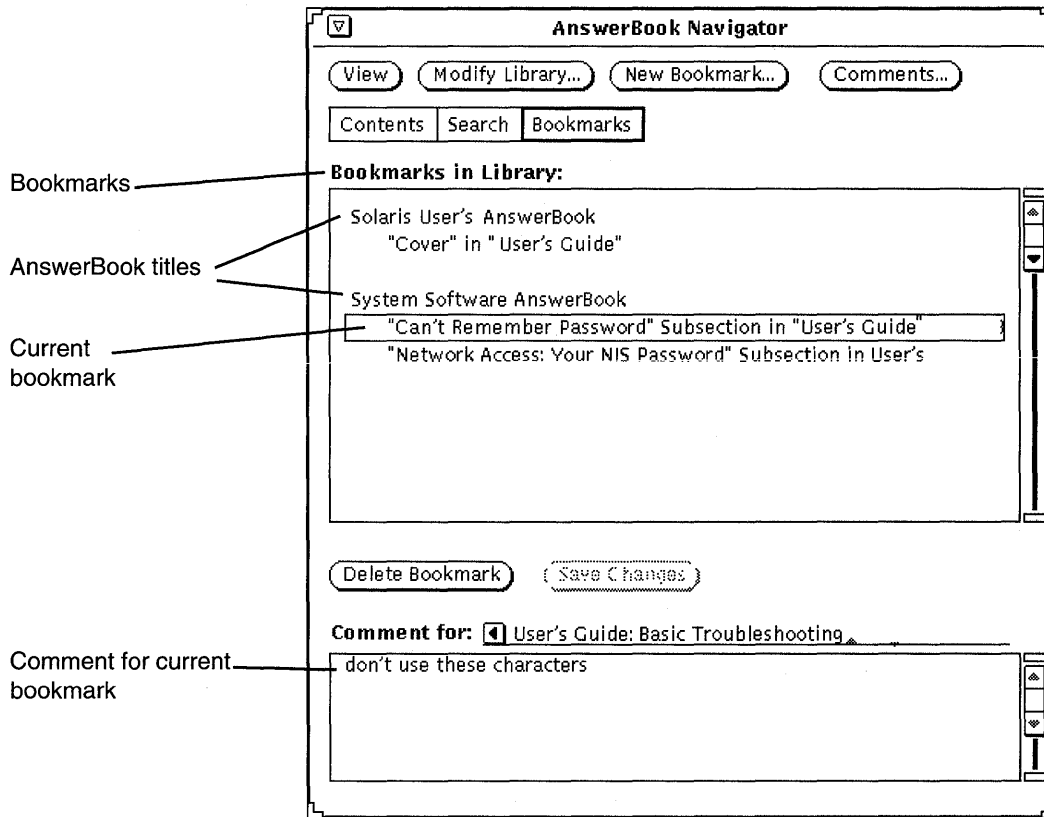 AnswerBook Navigator
View Modify Library... New Bookmark... Comments...
Contents Search Bookmarks
Bookmarks
Bookmarks in Library:
AnswerBook titles
Solaris User's AnswerBook
"Cover" in "User's Guide"
System Software AnswerBook
Current
bookmark
"Can't Remember Password" Subsection in "User's Guide"
"Network Access: Your NIS Password" Subsection in User's
Delete Bookmark Save Changes
Comment for: User's Guide: Basic Troubleshooting
Comment for current
bookmark
don't use these characters